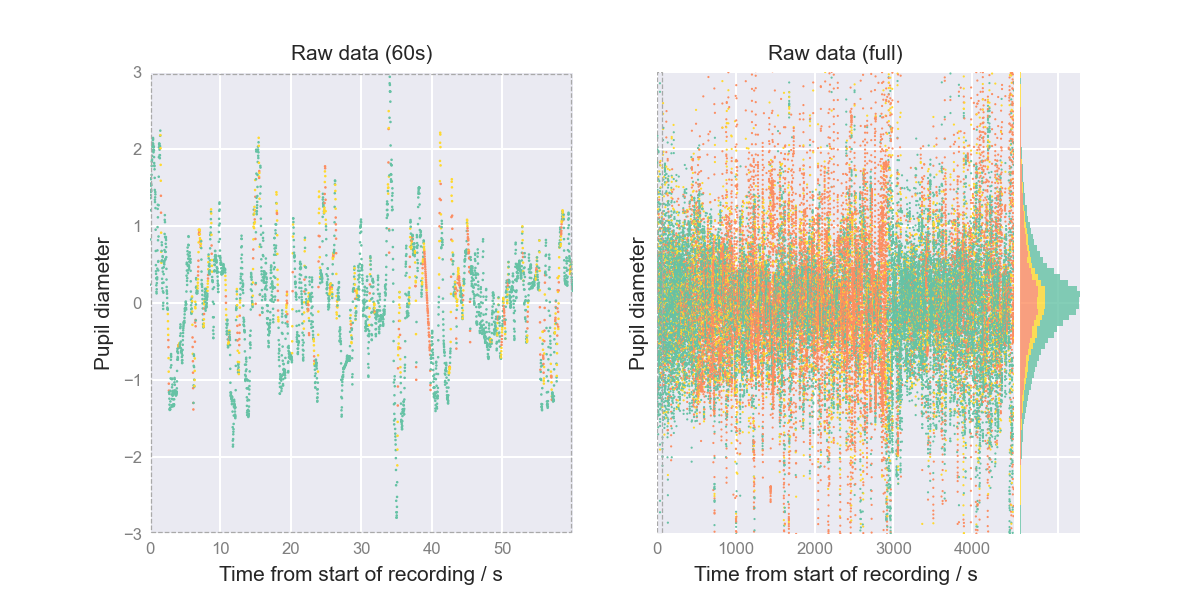 Raw data (60s)
3
2
1
0
−1
−2
−3
Pupil diameter
0 10 20 30 40 50
Time from start of recording / s
Raw data (full)
Pupil diameter
0 1000 2000 3000 4000
Time from start of recording / s